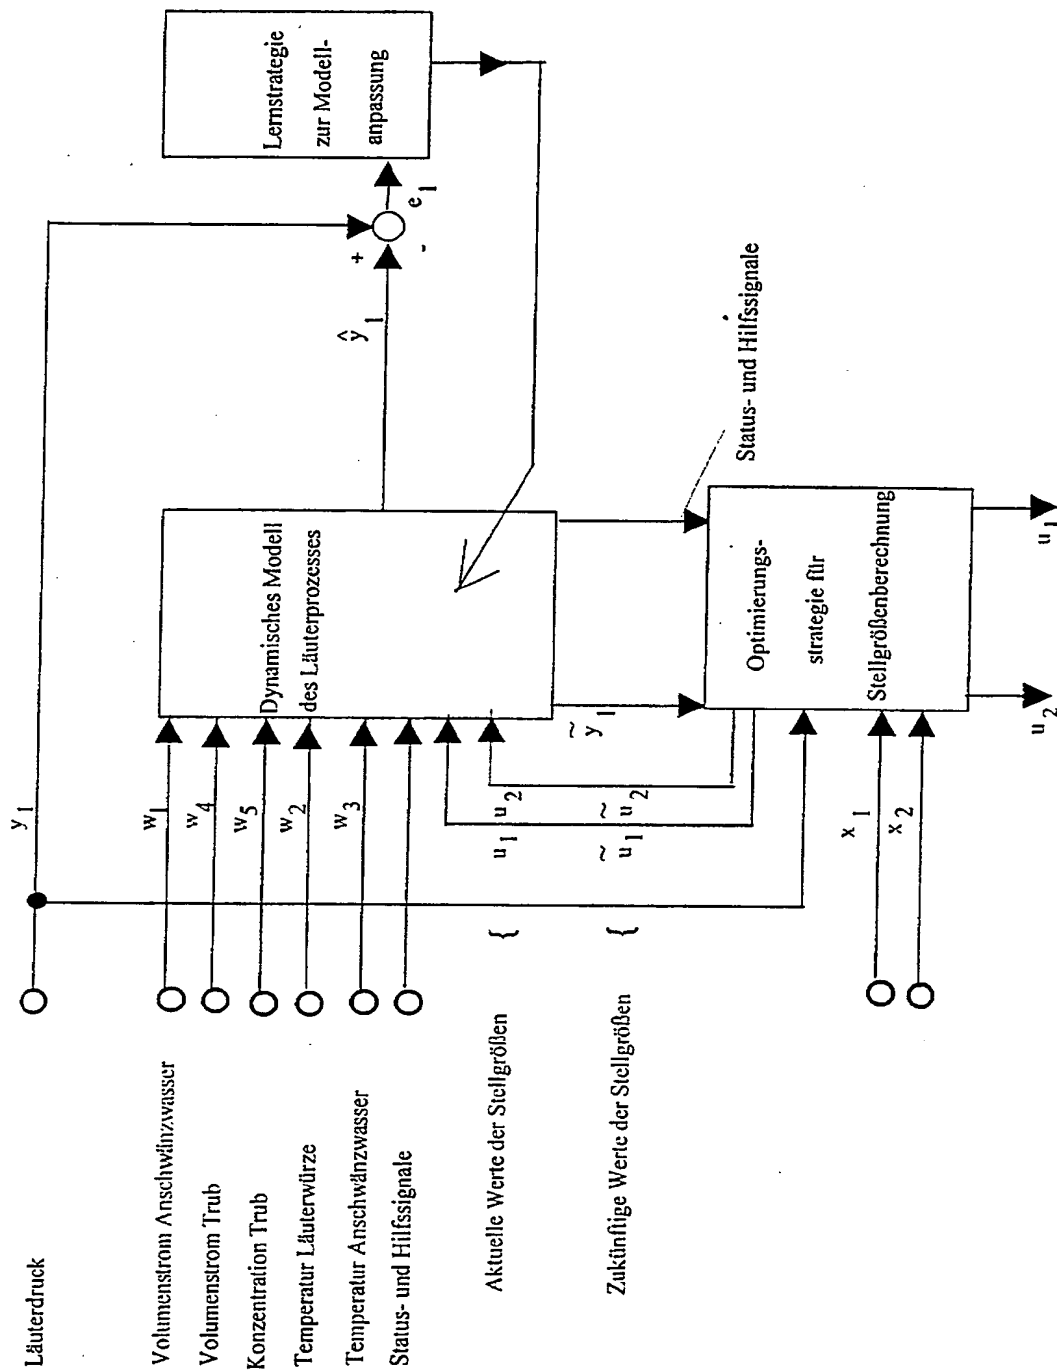 Läuterdruck
y1
Volumenstrom Anschwänzwasser
w1
Volumenstrom Trub
w4
Konzentration Trub
w5
Temperatur Läuterwürze
w2
Temperatur Anschwänzwasser
w3
Status- und Hilfssignale
Dynamisches Modell
des Läuterprozesses
ŷ1
+
-
e1
Lernstrategie
zur Modell-
anpassung
Aktuelle Werte der Stellgrößen
{
u1
u2
Zukünftige Werte der Stellgrößen
{
ũ1
ũ2
ỹ1
Status- und Hilfssignale
Optimierungs-
strategie für
Stellgrößenberechnung
x1
x2
u2
u1